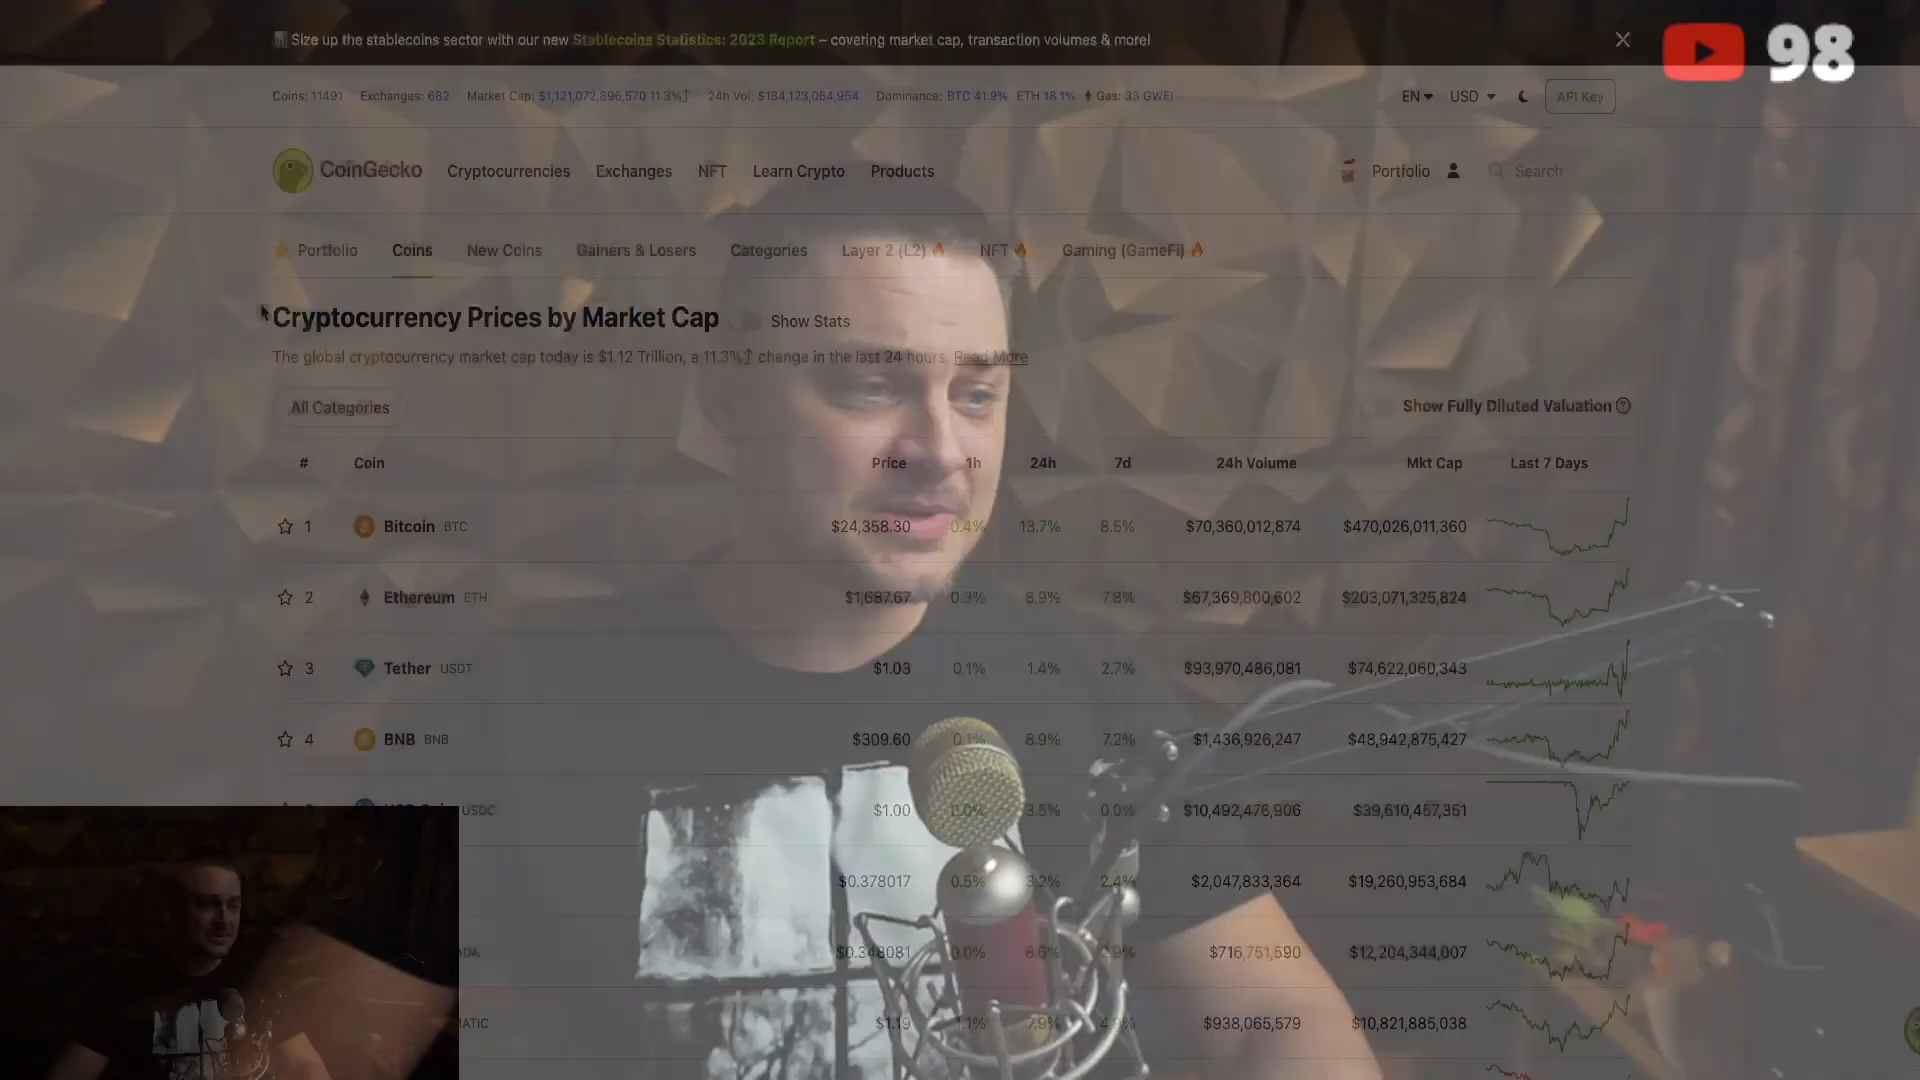 Size up the stablecoins sector with our new Stablecoins Statistics: 2023 Report – covering market cap, transaction volumes & more!
98
Coins: 11491 Exchanges: 682 Market Cap: $1,121,072,896,570 11.3% 24h Vol: $184,123,064,954 Dominance: BTC 41.9% ETH 18.1% Gas: 33 GWEI
EN USD API Key
CoinGecko Cryptocurrencies Exchanges NFT Learn Crypto Products Portfolio Search
Portfolio Coins New Coins Gainers & Losers Categories Layer 2 (L2) NFT Gaming (GameFi)
Cryptocurrency Prices by Market Cap Show Stats
The global cryptocurrency market cap today is $1.12 Trillion, a 11.3% change in the last 24 hours. Read More
All Categories Show Fully Diluted Valuation
# Coin Price 1h 24h 7d 24h Volume Mkt Cap Last 7 Days
1 Bitcoin BTC $24,358.30 0.4% 13.7% 8.5% $70,360,012,874 $470,026,011,360
2 Ethereum ETH $1,687.67 0.3% 8.9% 7.8% $67,369,800,602 $203,071,325,824
3 Tether USDT $1.03 0.1% 1.4% 2.7% $93,970,486,081 $74,622,060,343
4 BNB BNB $309.60 0.1% 8.9% 7.2% $1,436,926,247 $48,942,875,427
USDC $1.00 0.0% 3.5% 0.0% $10,492,476,906 $39,610,457,351
$0.378017 0.5% 3.2% 2.4% $2,047,833,364 $19,260,953,684
$0.348081 0.0% $716,751,590 $12,204,344,007
$1.19 7.9% $938,065,579 $10,821,885,038